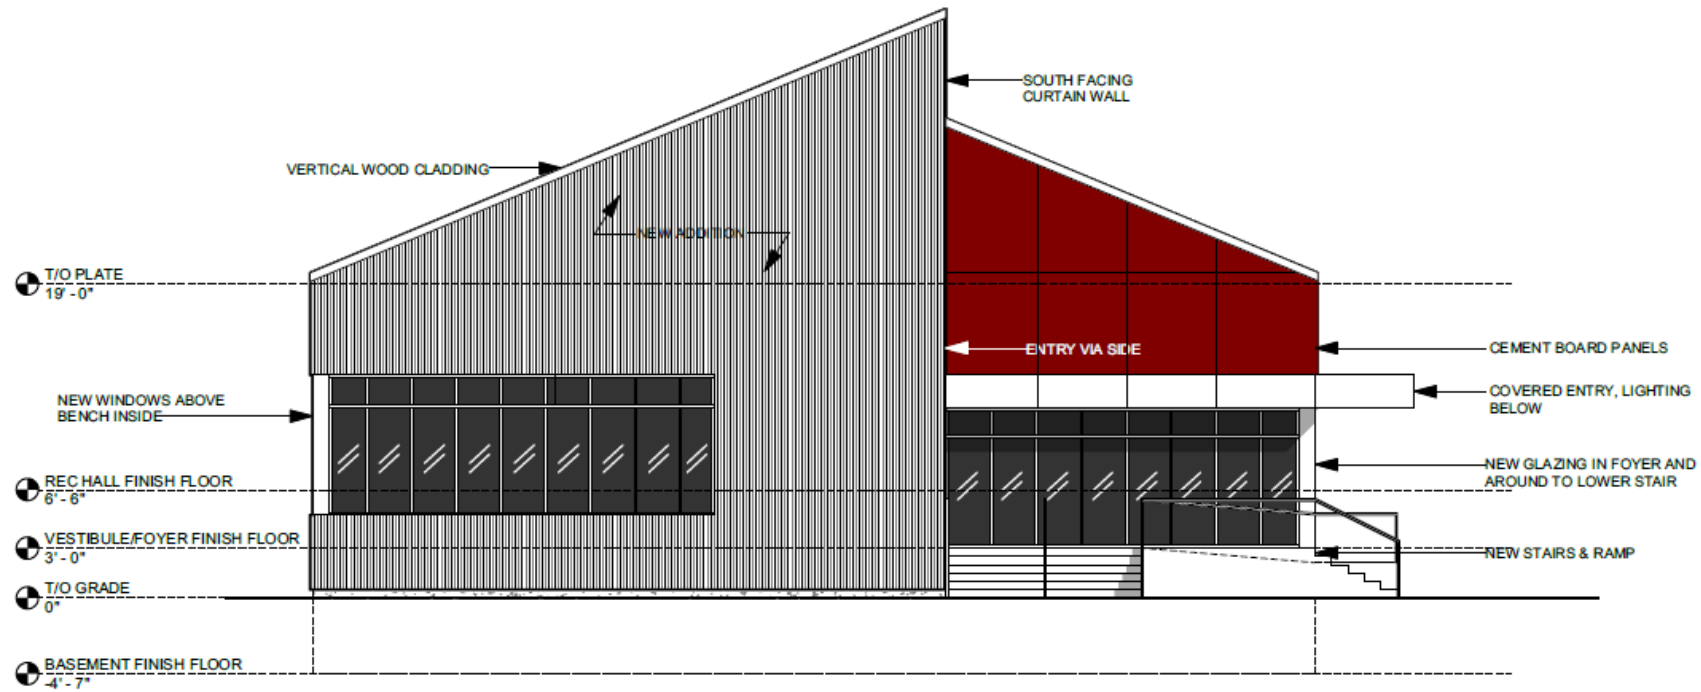 SOUTH FACING
CURTAIN WALL
VERTICAL WOOD CLADDING
NEW ADDITION
T/O PLATE
19' - 0"
ENTRY VIA SIDE
CEMENT BOARD PANELS
NEW WINDOWS ABOVE
BENCH INSIDE
COVERED ENTRY, LIGHTING
BELOW
REC HALL FINISH FLOOR
6' - 6"
NEW GLAZING IN FOYER AND
AROUND TO LOWER STAIR
VESTIBULE/FOYER FINISH FLOOR
3' - 0"
NEW STAIRS & RAMP
T/O GRADE
0"
BASEMENT FINISH FLOOR
-4' - 7"